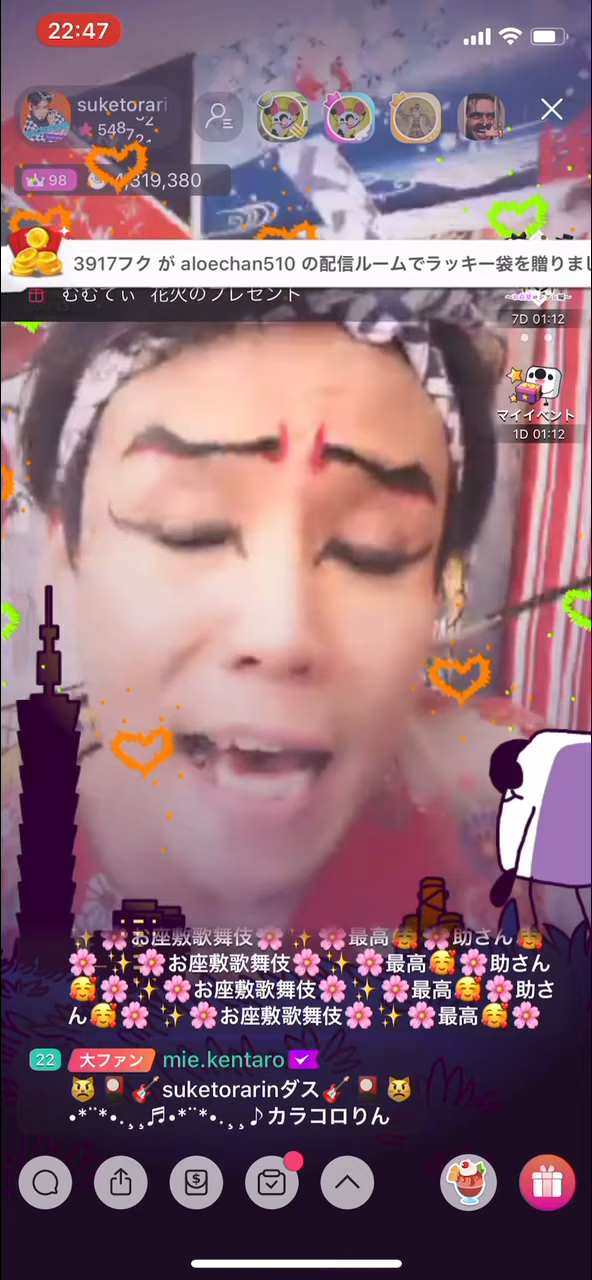 22:47
suketorari
98
4,319,380
3917フク が aloechan510 の配信ルームでラッキー袋を贈りまし
むむてぃ 花火のプレゼント
7D 01:12
マイイベント
1D 01:12
✨🌸お座敷歌舞伎🌸✨🌸最高🥰🌸助さん🥰
🌸✨🌸お座敷歌舞伎🌸✨🌸最高🥰🌸助さん
🥰🌸✨🌸お座敷歌舞伎🌸✨🌸最高🥰🌸助さ
ん🥰🌸✨🌸お座敷歌舞伎🌸✨🌸最高🥰🌸
22 大ファン mie.kentaro
😾🎴🎸suketorarinダス🎸🎴😾
•*¨*•.¸¸♬•*¨*•.¸¸♪カラコロりん